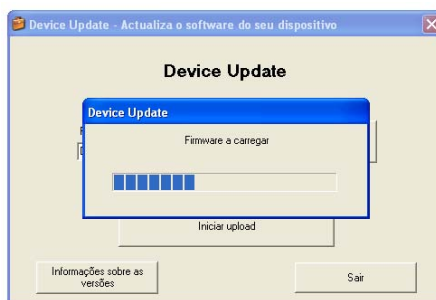 Device Update - Actualiza o software do seu dispositivo
Device Update
Device Update
Firmware a carregar
Iniciar upload
Informações sobre as
versões
Sair